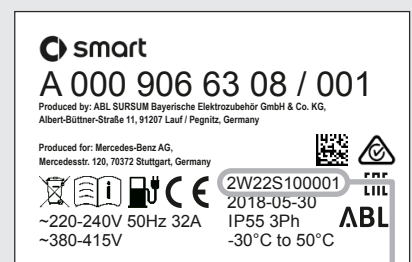 smart
A 000 906 63 08 / 001
Produced by: ABL SURSUM Bayerische Elektrozubehör GmbH & Co. KG,
Albert-Büttner-Straße 11, 91207 Lauf / Pegnitz, Germany
Produced for: Mercedes-Benz AG,
Mercedesstr. 120, 70372 Stuttgart, Germany
CE 2W22S100001 EAC
2018-05-30 ABL
~220-240V 50Hz 32A IP55 3Ph
~380-415V -30°C to 50°C